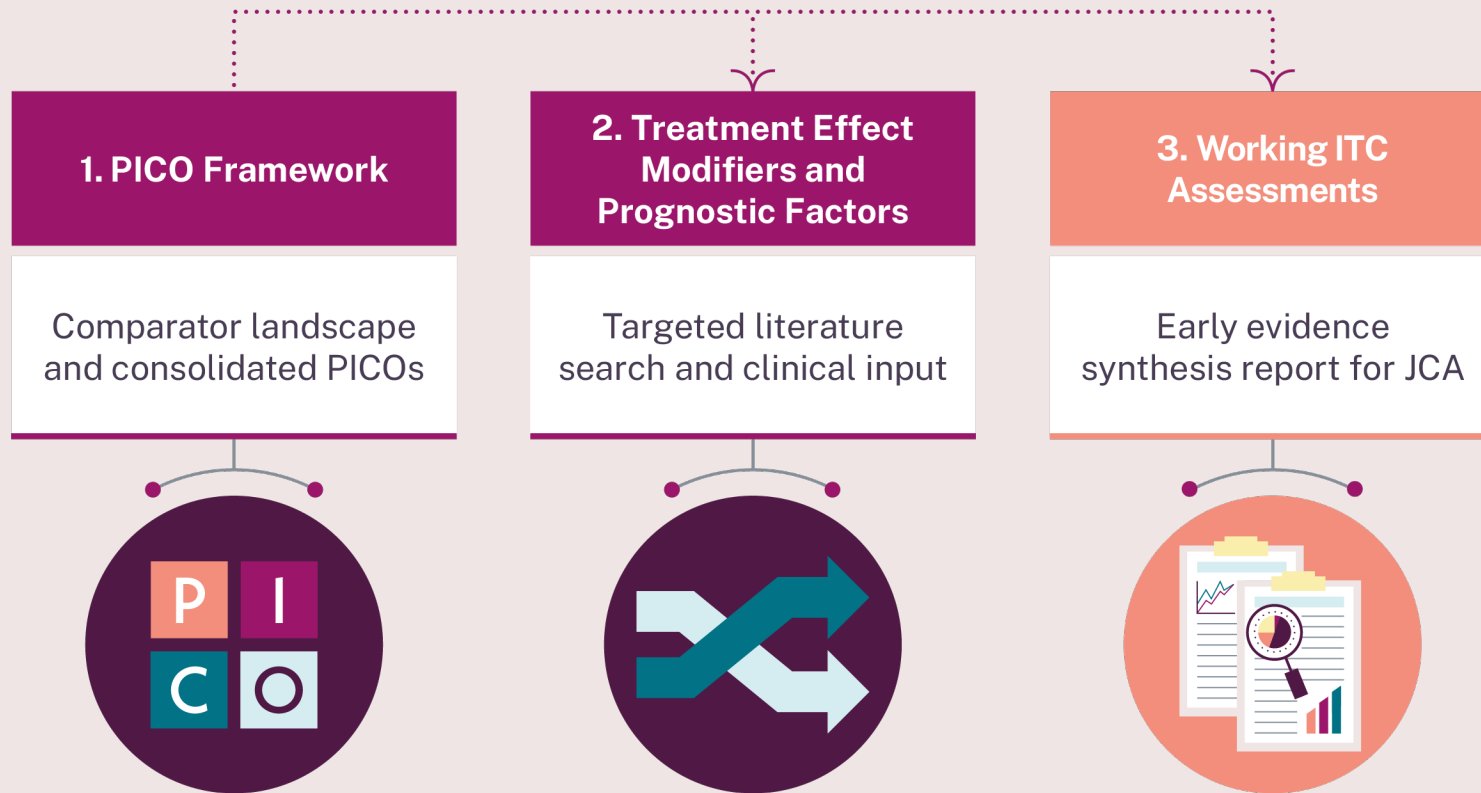 1. PICO Framework
Comparator landscape
and consolidated PICOs
P I
C O
2. Treatment Effect
Modifiers and
Prognostic Factors
Targeted literature
search and clinical input
3. Working ITC
Assessments
Early evidence
synthesis report for JCA